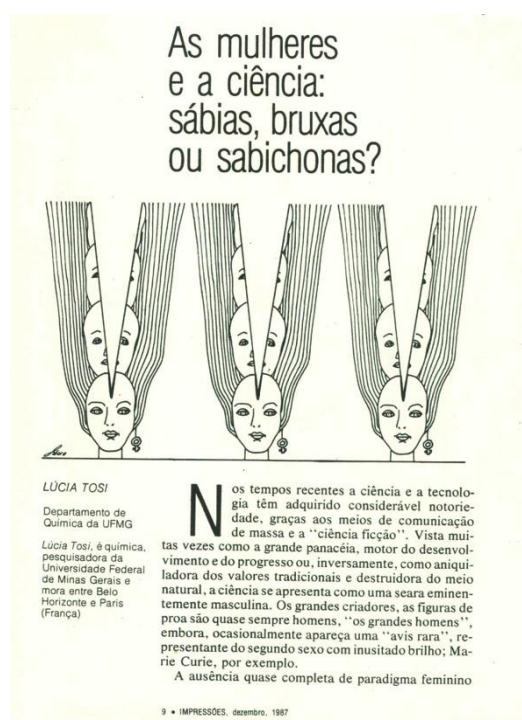 As mulheres
e a ciência:
sábias, bruxas
ou sabichonas?
LÚCIA TOSI
Departamento de
Química da UFMG
Lúcia Tosi, é química,
pesquisadora da
Universidade Federal
de Minas Gerais e
mora entre Belo
Horizonte e Paris
(França)
Nos tempos recentes a ciência e a tecnolo-
gia têm adquirido considerável notorie-
dade, graças aos meios de comunicação
de massa e a "ciência ficção". Vista mui-
tas vezes como a grande panacéia, motor do desenvol-
vimento e do progresso ou, inversamente, como aniqui-
ladora dos valores tradicionais e destruidora do meio
natural, a ciência se apresenta como uma seara eminen-
temente masculina. Os grandes criadores, as figuras de
proa são quase sempre homens, "os grandes homens",
embora, ocasionalmente apareça uma "avis rara", re-
presentante do segundo sexo com inusitado brilho; Ma-
rie Curie, por exemplo.
A ausência quase completa de paradigma feminino
9 • IMPRESSÕES, dezembro, 1987